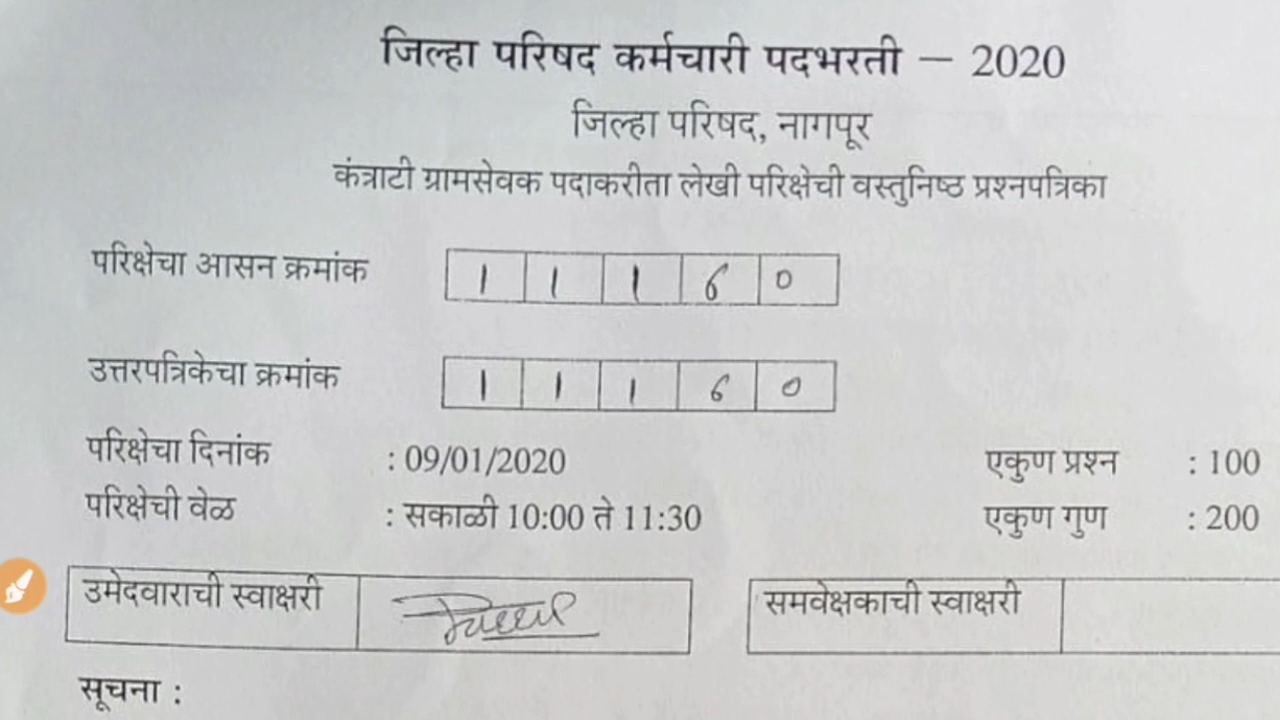 जिल्हा परिषद कर्मचारी पदभरती – 2020
जिल्हा परिषद, नागपूर
कंत्राटी ग्रामसेवक पदाकरीता लेखी परिक्षेची वस्तुनिष्ठ प्रश्नपत्रिका
परिक्षेचा आसन क्रमांक 1 1 1 6 0
उत्तरपत्रिकेचा क्रमांक 1 1 1 6 0
परिक्षेचा दिनांक : 09/01/2020 एकुण प्रश्न : 100
परिक्षेची वेळ : सकाळी 10:00 ते 11:30 एकुण गुण : 200
उमेदवाराची स्वाक्षरी समवेक्षकाची स्वाक्षरी
सूचना :